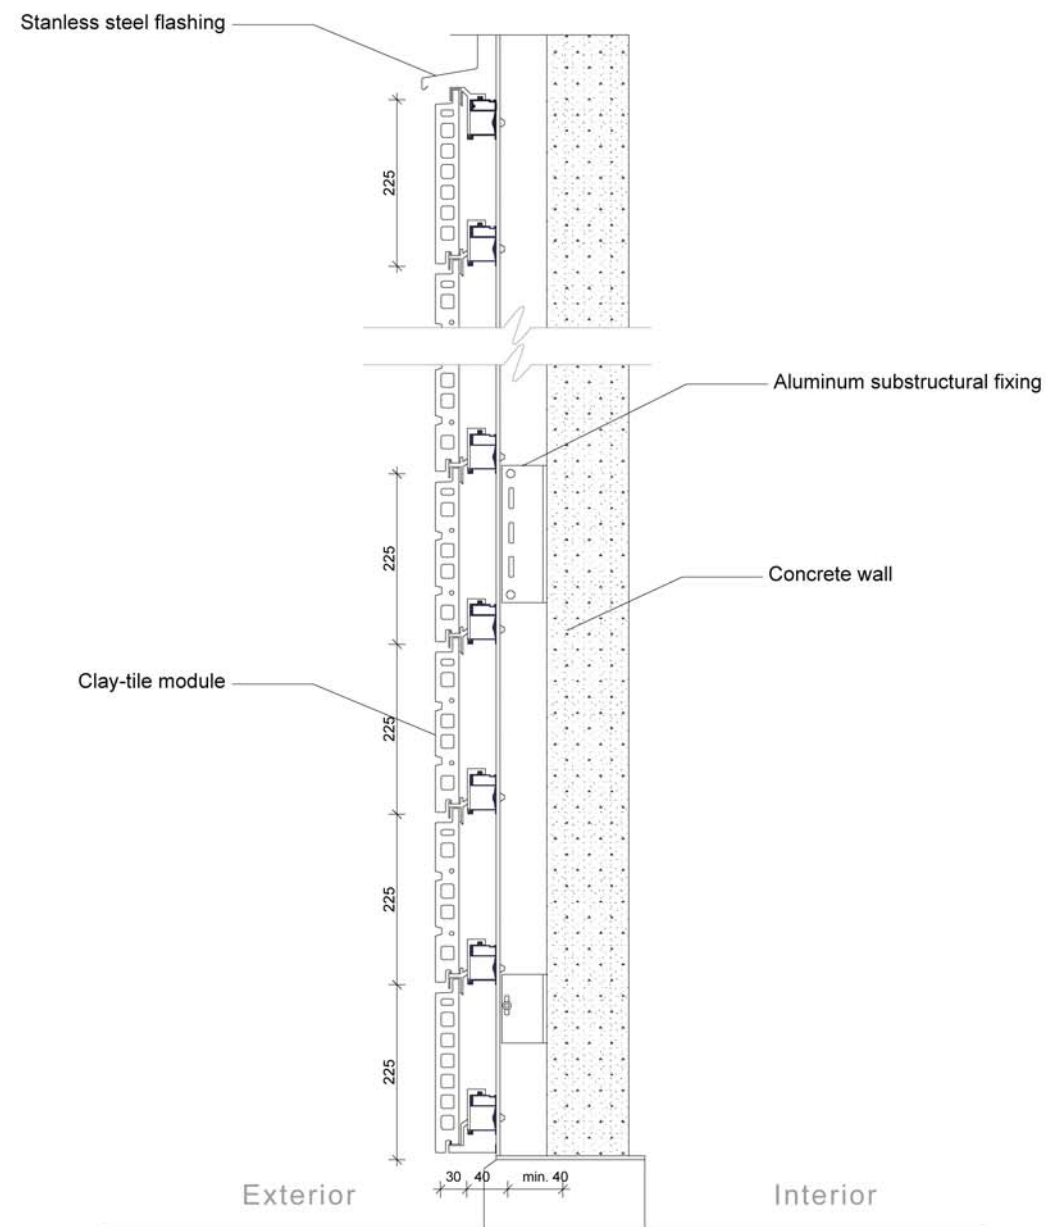 Stanless steel flashing
225
Aluminum substructural fixing
225
Concrete wall
Clay-tile module
225
225
225
30 40 min. 40
Exterior
Interior